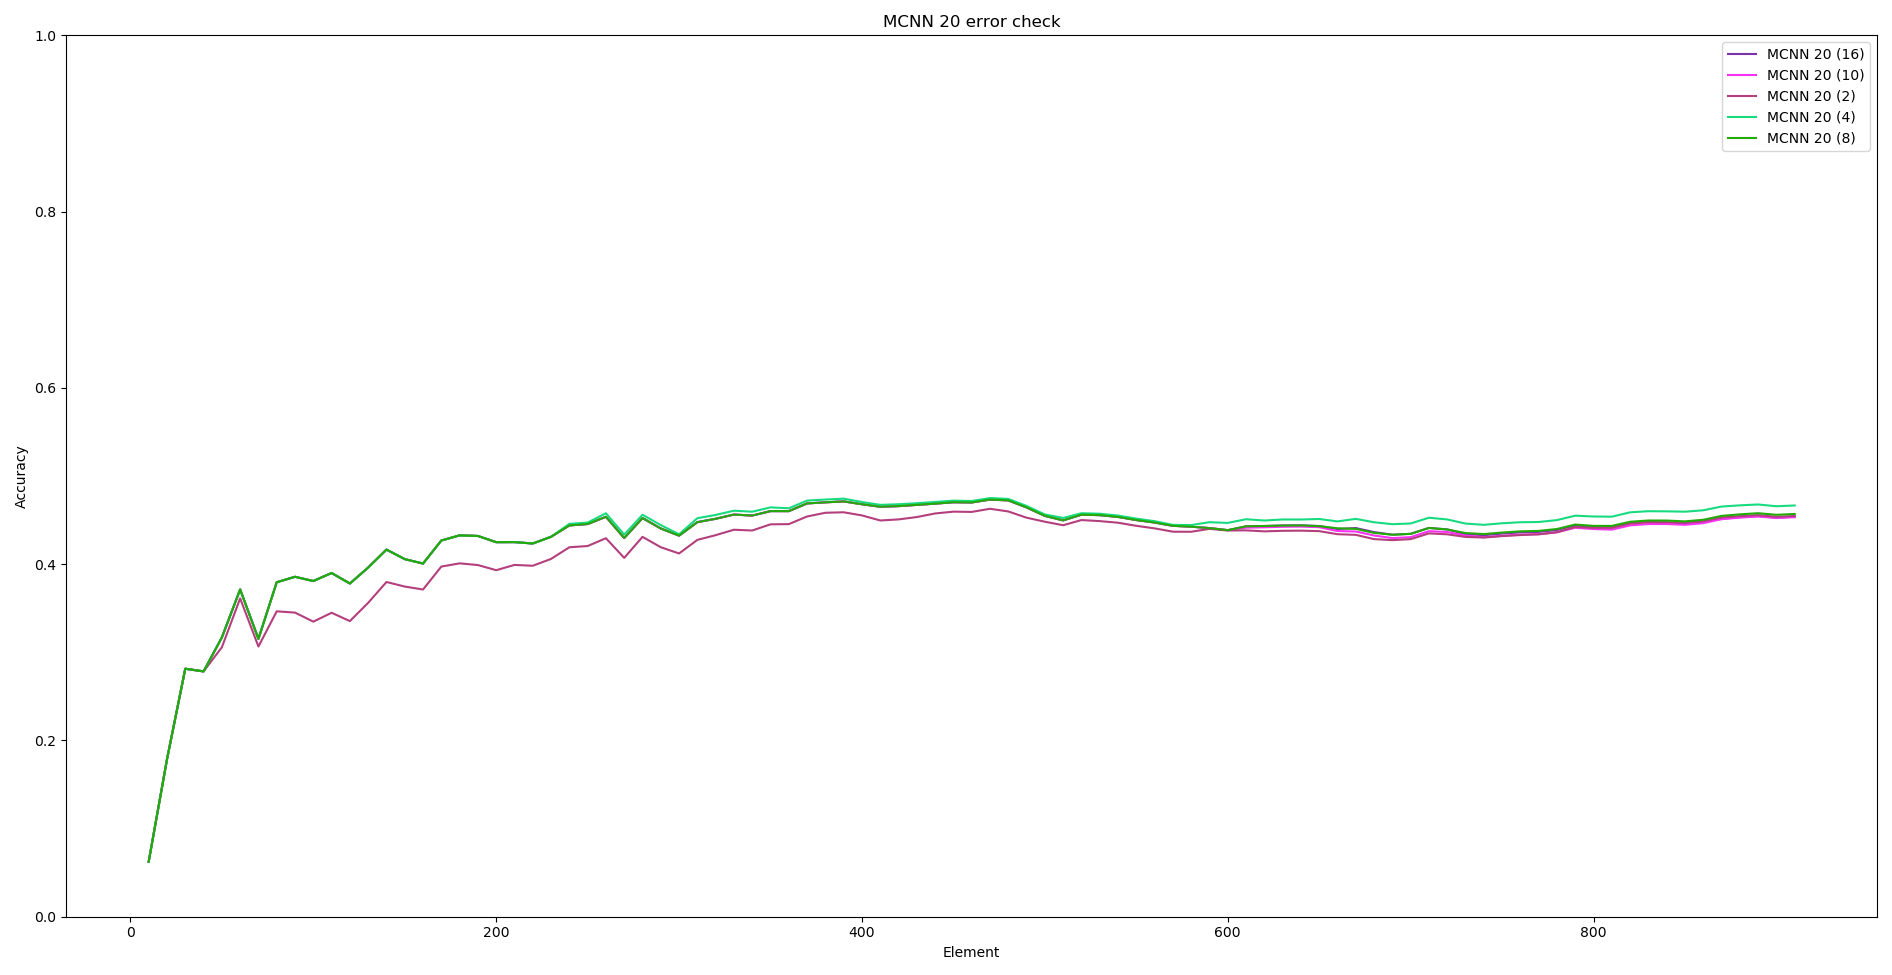 MCNN 20 error check
1.0
0.8
0.6
0.4
0.2
0.0
Accuracy
0
200
400
600
800
Element
MCNN 20 (16)
MCNN 20 (10)
MCNN 20 (2)
MCNN 20 (4)
MCNN 20 (8)